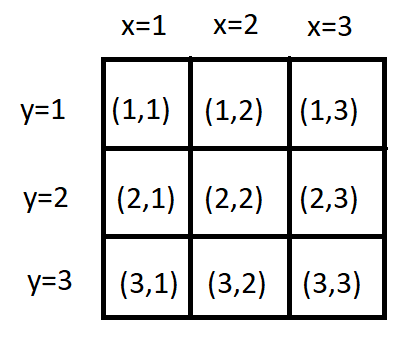 x=1 x=2 x=3
y=1 (1,1) (1,2) (1,3)
y=2 (2,1) (2,2) (2,3)
y=3 (3,1) (3,2) (3,3)